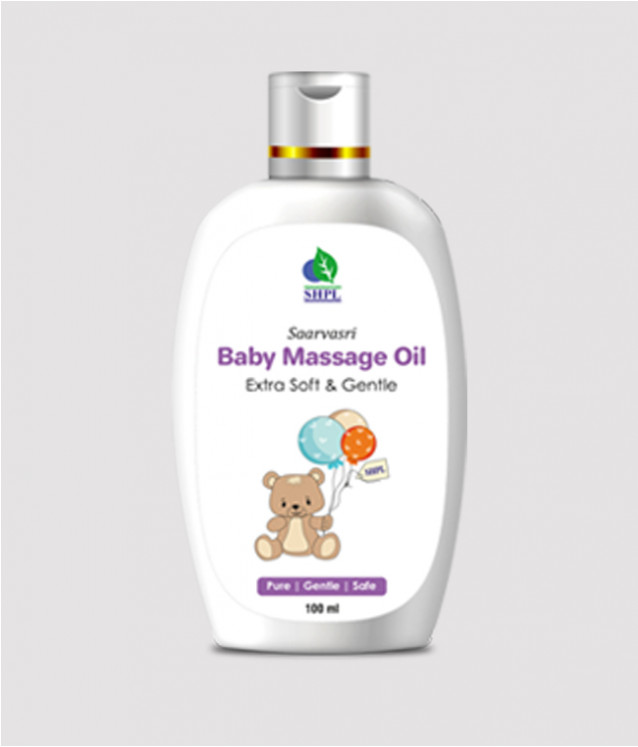 SHPL
Saarvasri
Baby Massage Oil
Extra Soft & Gentle
SHPL
Pure | Gentle | Safe
100 ml